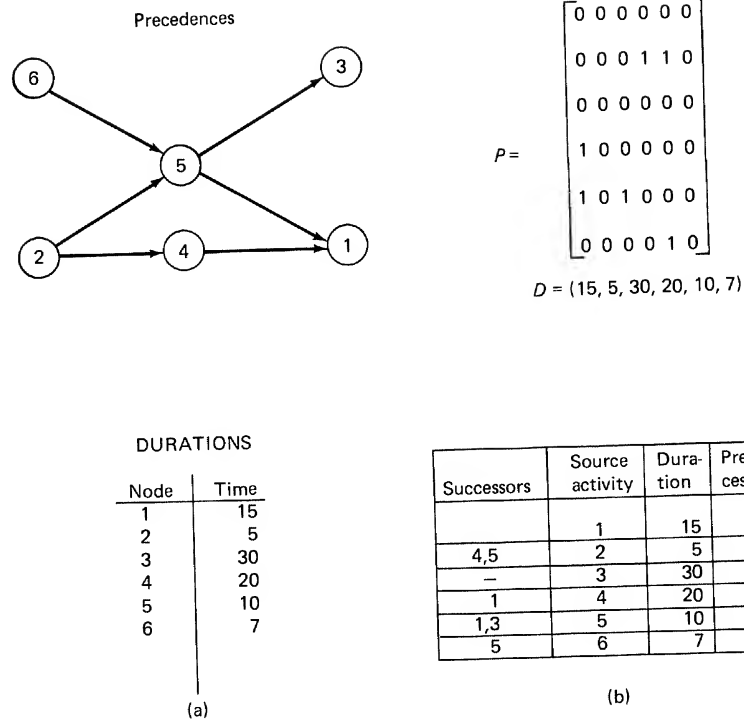 Precedences
6
3
5
2
4
1
P =
0 0 0 0 0 0
0 0 0 1 1 0
0 0 0 0 0 0
1 0 0 0 0 0
1 0 1 0 0 0
0 0 0 0 1 0
D = (15, 5, 30, 20, 10, 7)
DURATIONS
Node Time
1 15
2 5
3 30
4 20
5 10
6 7
(a)
Successors Source activity Dura- tion Pre ces
1 15
4,5 2 5
– 3 30
1 4 20
1,3 5 10
5 6 7
(b)